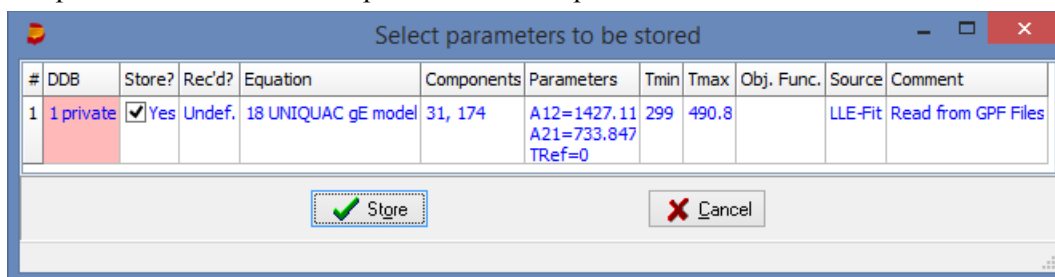 Select parameters to be stored
# DDB Store? Rec'd? Equation Components Parameters Tmin Tmax Obj. Func. Source Comment
1 1 private Yes Undef. 18 UNIQUAC gE model 31, 174 A12=1427.11 299 490.8 LLE-Fit Read from GPF Files
A21=733.847
TRef=0
Store Cancel